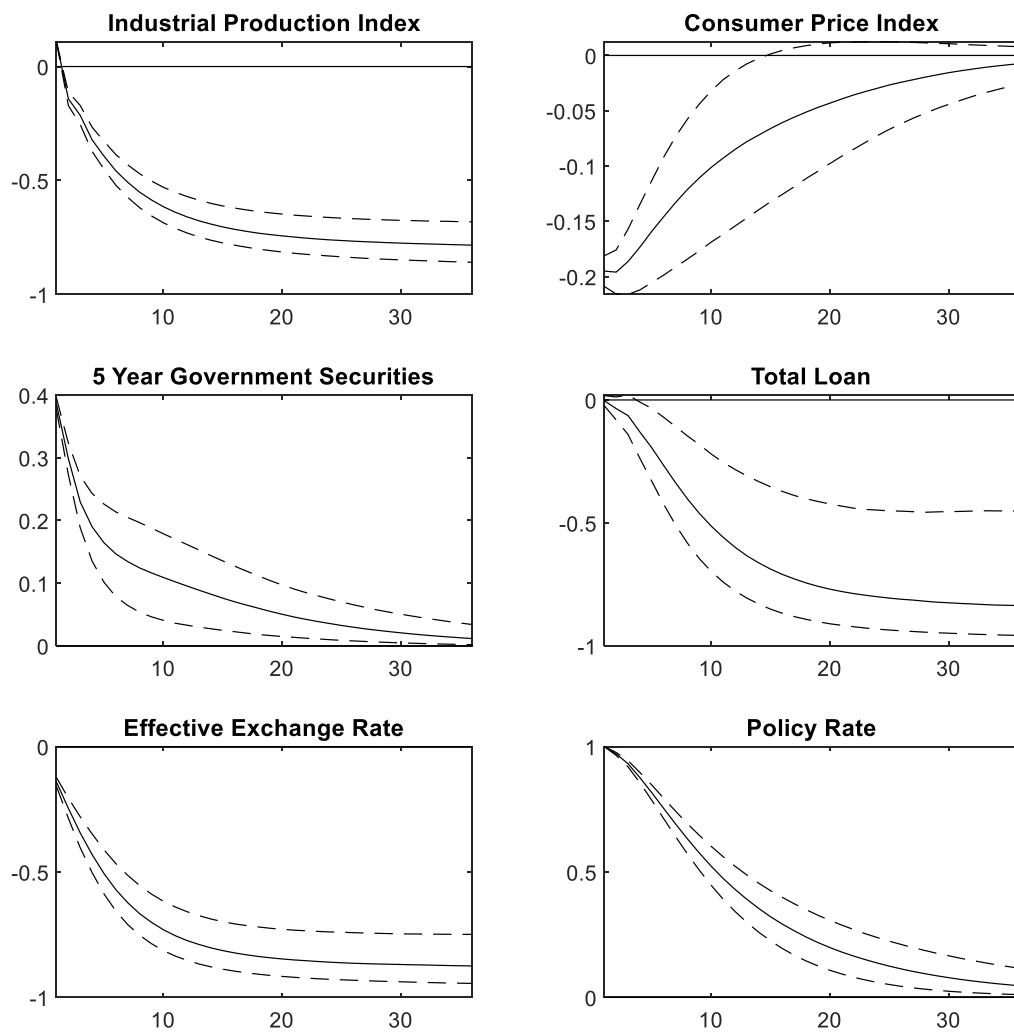 Industrial Production Index
0
-0.5
-1
10 20 30
Consumer Price Index
0
-0.05
-0.1
-0.15
-0.2
10 20 30
5 Year Government Securities
0.4
0.3
0.2
0.1
0
10 20 30
Total Loan
0
-0.5
-1
10 20 30
Effective Exchange Rate
0
-0.5
-1
10 20 30
Policy Rate
1
0.5
0
10 20 30